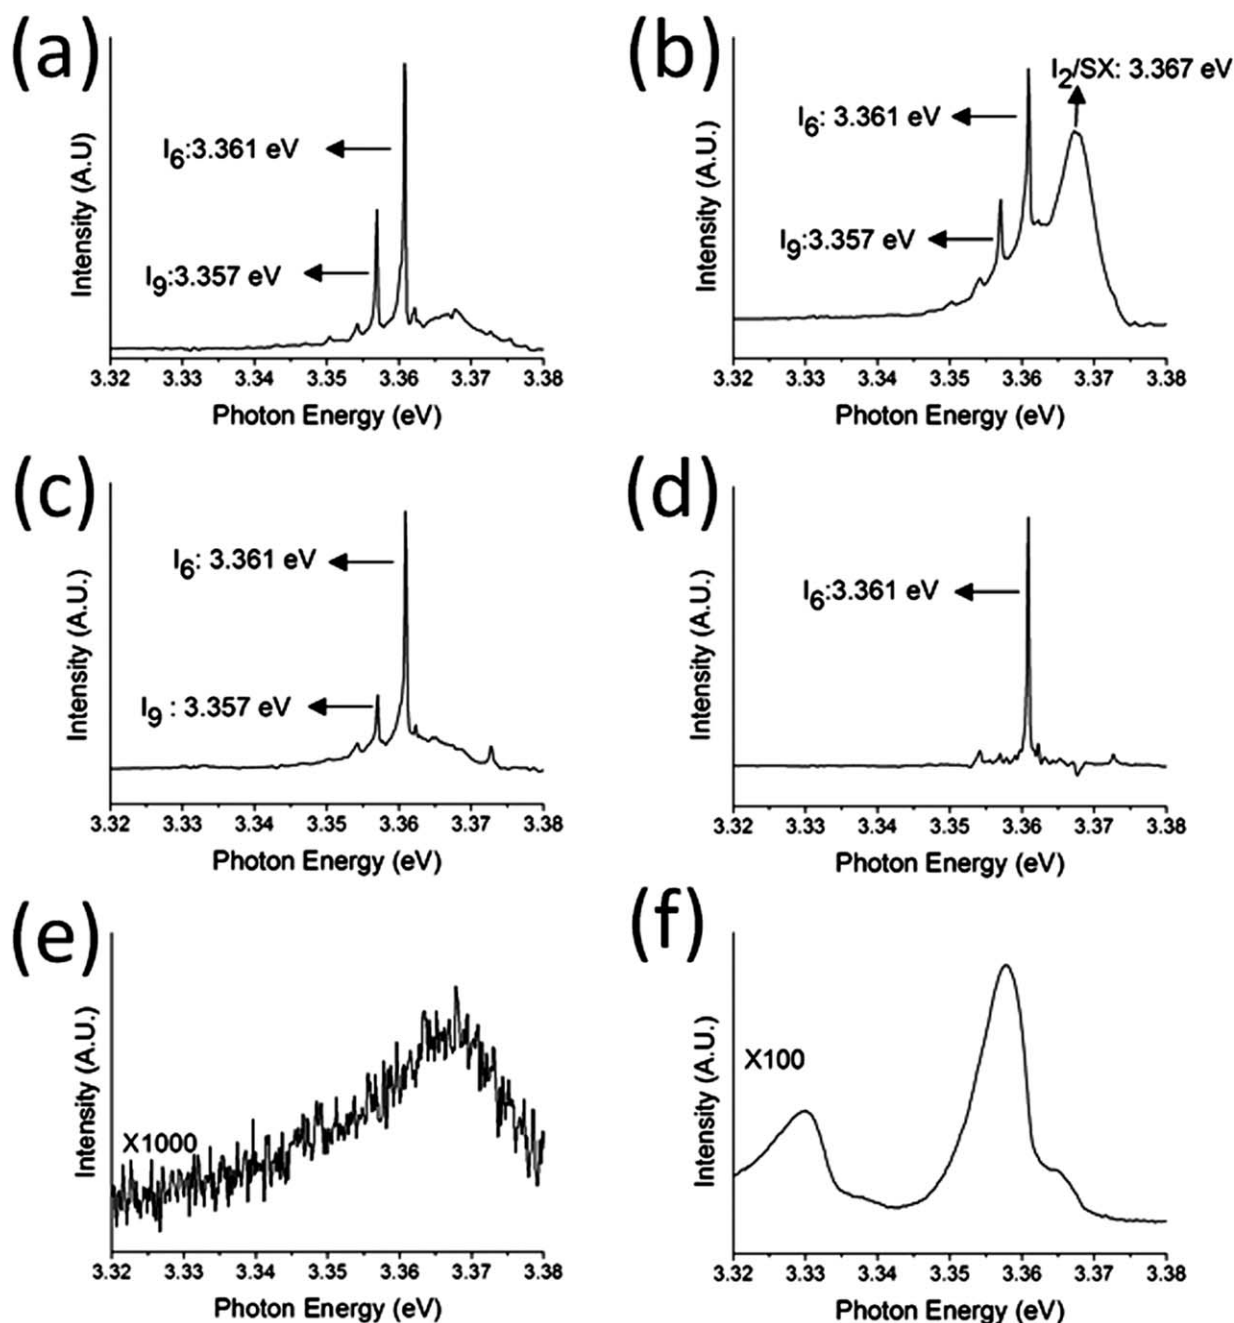 (a)
Intensity (A.U)
I6:3.361 eV
I9:3.357 eV
3.32 3.33 3.34 3.35 3.36 3.37 3.38
Photon Energy (eV)
(b)
Intensity (A.U.)
I2/SX: 3.367 eV
I6: 3.361 eV
I9:3.357 eV
3.32 3.33 3.34 3.35 3.36 3.37 3.38
Photon Energy (eV)
(c)
Intensity (A.U.)
I6: 3.361 eV
I9 : 3.357 eV
3.32 3.33 3.34 3.35 3.36 3.37 3.38
Photon Energy (eV)
(d)
Intensity (A.U.)
I6:3.361 eV
3.32 3.33 3.34 3.35 3.36 3.37 3.38
Photon Energy (eV)
(e)
Intensity (A.U.)
X1000
3.32 3.33 3.34 3.35 3.36 3.37 3.38
Photon Energy (eV)
(f)
Intensity (A.U.)
X100
3.32 3.33 3.34 3.35 3.36 3.37 3.38
Photon Energy (eV)